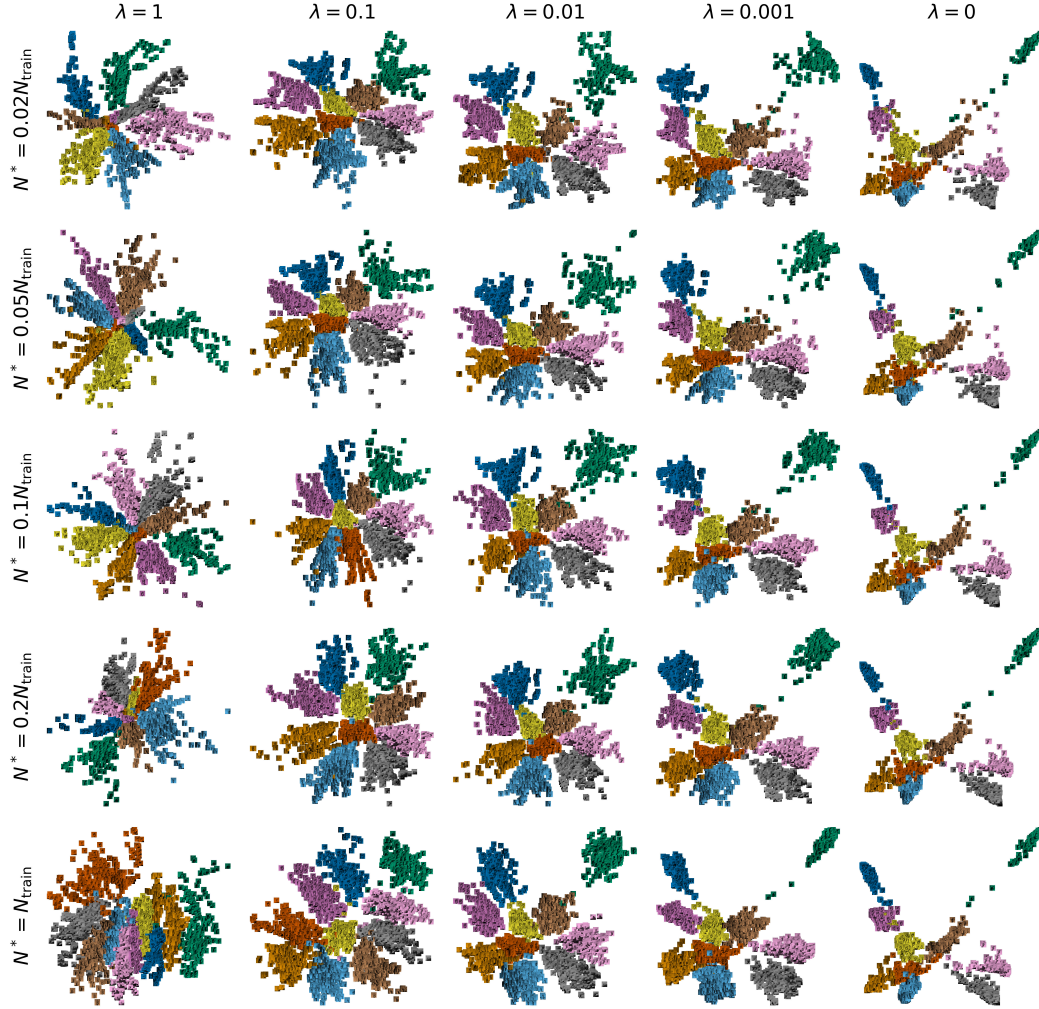 λ = 1 λ = 0.1 λ = 0.01 λ = 0.001 λ = 0
N* = 0.02N_train
N* = 0.05N_train
N* = 0.1N_train
N* = 0.2N_train
N* = N_train